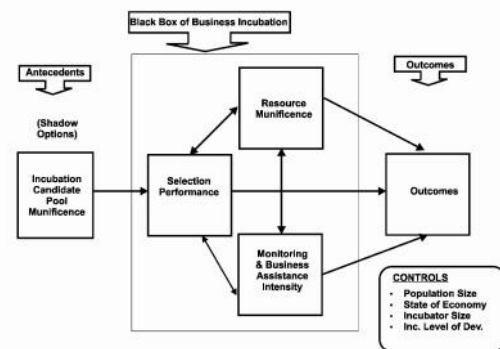 Black Box of Business Incubation
Antecedents
Outcomes
(Shadow
Options)
Resource
Munificence
Incubation
Candidate
Pool
Munificence
Selection
Performance
Outcomes
Monitoring
& Business
Assistance
Intensity
CONTROLS
· Population Size
· State of Economy
· Incubator Size
· Inc. Level of Dev.